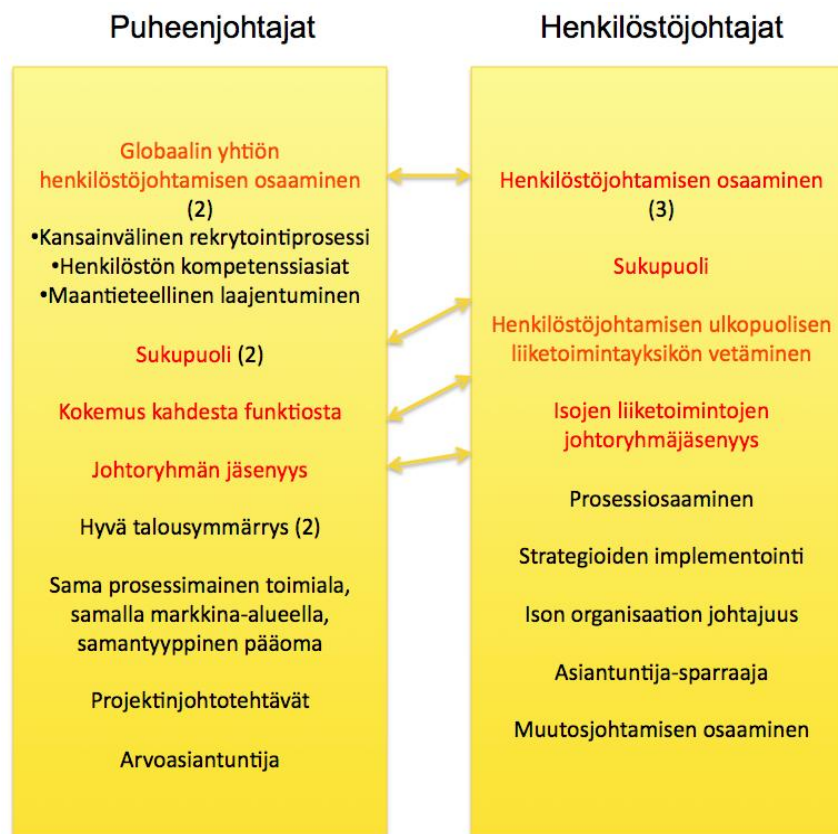 Puheenjohtajat
Globaalin yhtiön
henkilöstöjohtamisen osaaminen
(2)
•Kansainvälinen rekrytointiprosessi
•Henkilöstön kompetenssiasiat
•Maantieteellinen laajentuminen
Sukupuoli (2)
Kokemus kahdesta funktiosta
Johtoryhmän jäsenyys
Hyvä talousymmärrys (2)
Sama prosessimainen toimiala,
samalla markkina-alueella,
samantyyppinen pääoma
Projektinjohtotehtävät
Arvoasiantuntija
Henkilöstöjohtajat
Henkilöstöjohtamisen osaaminen
(3)
Sukupuoli
Henkilöstöjohtamisen ulkopuolisen
liiketoimintayksikön vetäminen
Isojen liiketoimintojen
johtoryhmäjäsenyys
Prosessiosaaminen
Strategioiden implementointi
Ison organisaation johtajuus
Asiantuntija-sparraaja
Muutosjohtamisen osaaminen